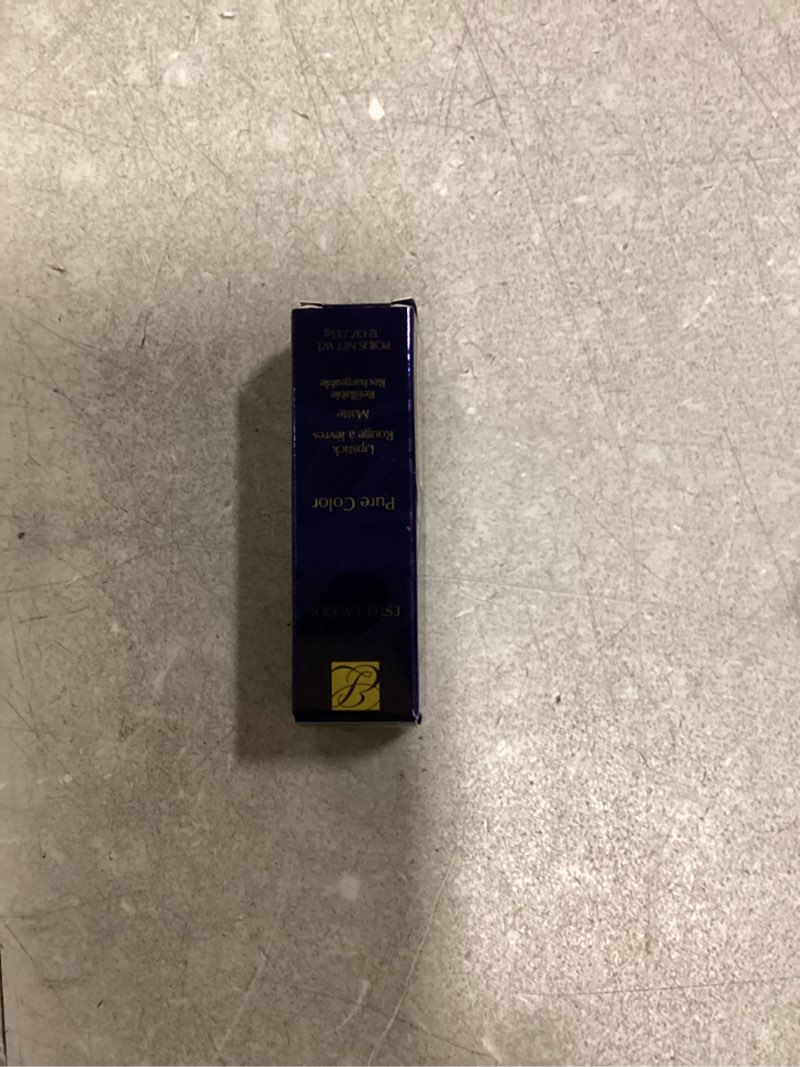 ESTĒE LAUDER
Pure Color
Lipstick
Rouge à lèvres
Matte
Refillable
Rechargeable
POIDS NET WT
.12 OZ./3.5g